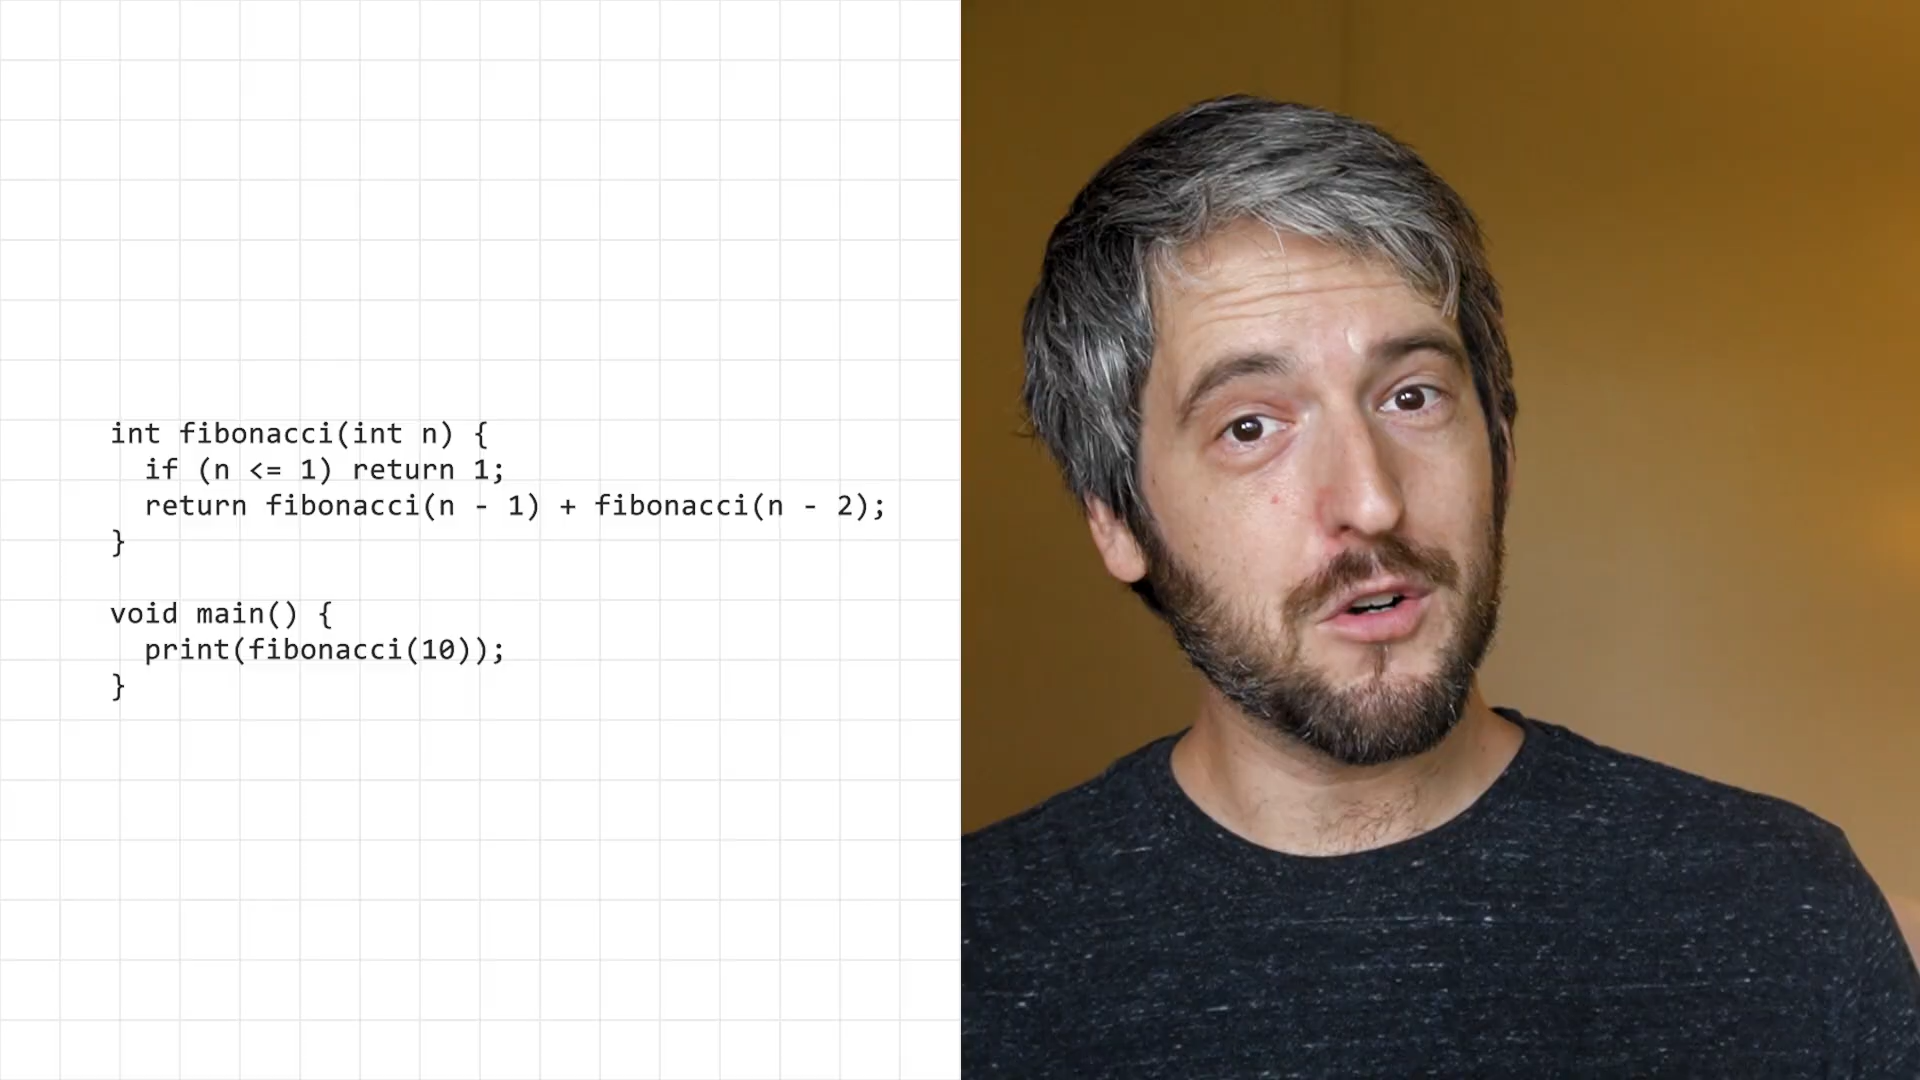 int fibonacci(int n) {
  if (n <= 1) return 1;
  return fibonacci(n - 1) + fibonacci(n - 2);
}

void main() {
  print(fibonacci(10));
}